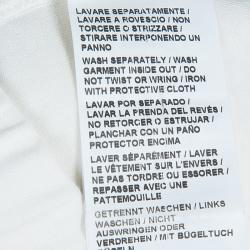 LAVARE SEPARATAMENTE /
LAVARE A ROVESCIO / NON
TORCERE O STRIZZARE /
STIRARE INTERPONENDO UN
PANNO
WASH SEPARATELY / WASH
GARMENT INSIDE OUT / DO
NOT TWIST OR WRING / IRON
WITH PROTECTIVE CLOTH
LAVAR POR SEPARADO /
LAVAR LA PRENDA DEL REVÉS /
NO RETORCER O ESTRUJAR /
PLANCHAR CON UN PAÑO
PROTECTOR ENCIMA
LAVER SÉPARÉMENT / LAVER
LE VÊTEMENT SUR L'ENVERS /
NE PAS TORDRE OU ESSORER /
REPASSER AVEC UNE
PATTEMOUILLE
GETRENNT WASCHEN / LINKS
WASCHEN / NICHT
AUSWRINGEN ODER
VERDREHEN / MIT BÜGELTUCH